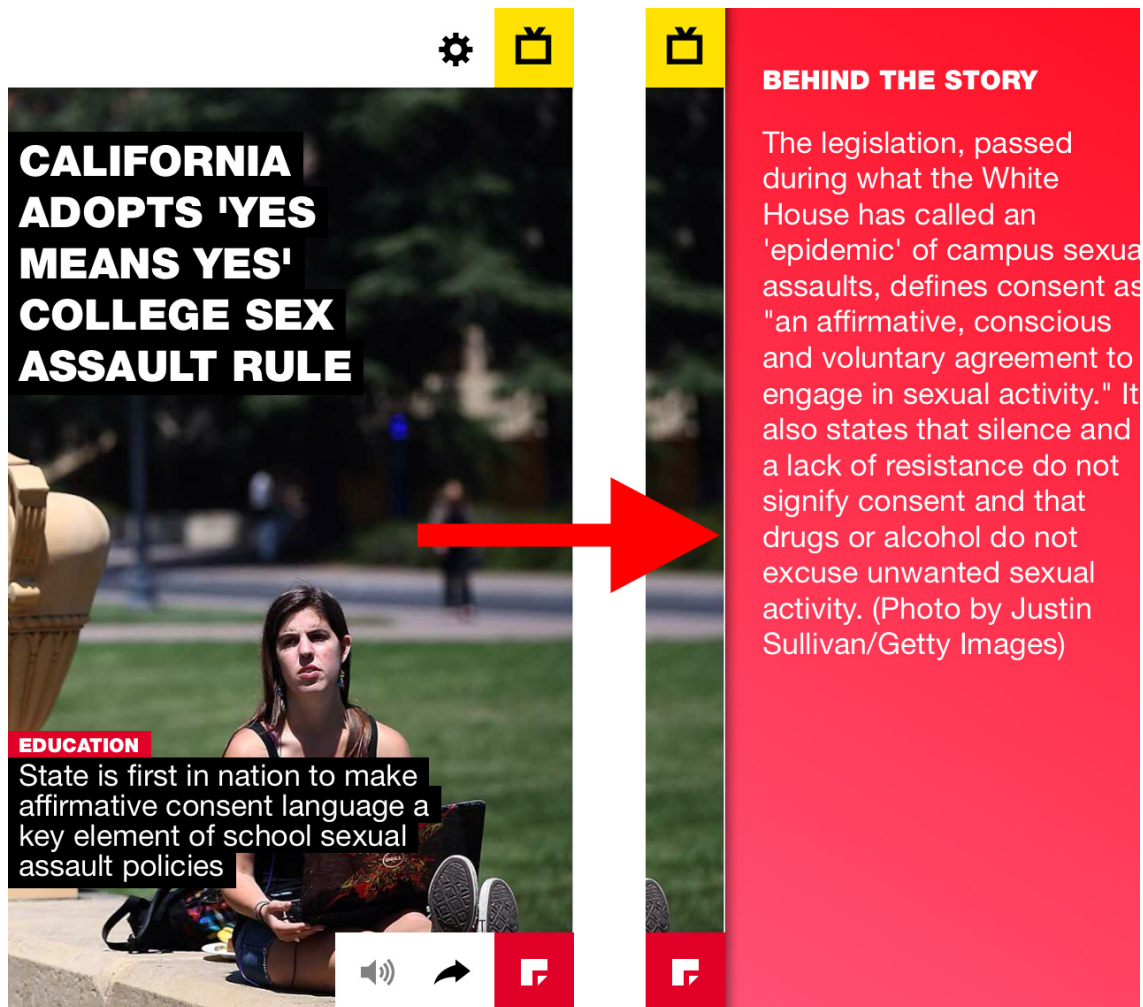 CALIFORNIA
ADOPTS 'YES
MEANS YES'
COLLEGE SEX
ASSAULT RULE
EDUCATION
State is first in nation to make
affirmative consent language a
key element of school sexual
assault policies
DELL
BEHIND THE STORY
The legislation, passed
during what the White
House has called an
'epidemic' of campus sexua
assaults, defines consent as
"an affirmative, conscious
and voluntary agreement to
engage in sexual activity." It
also states that silence and
a lack of resistance do not
signify consent and that
drugs or alcohol do not
excuse unwanted sexual
activity. (Photo by Justin
Sullivan/Getty Images)